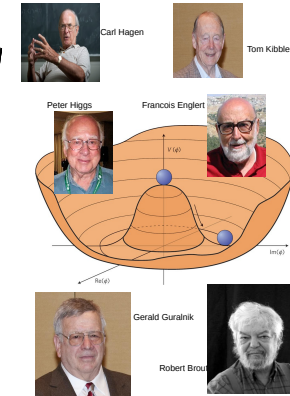 Carl Hagen
Tom Kibble
Peter Higgs
Francois Englert
V(φ)
Im(φ)
Re(φ)
Gerald Guralnik
Robert Brout